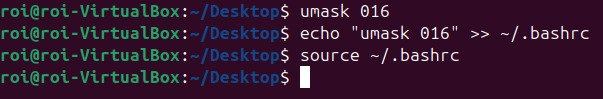 roi@roi-VirtualBox:~/Desktop$ umask 016
roi@roi-VirtualBox:~/Desktop$ echo "umask 016" >> ~/.bashrc
roi@roi-VirtualBox:~/Desktop$ source ~/.bashrc
roi@roi-VirtualBox:~/Desktop$